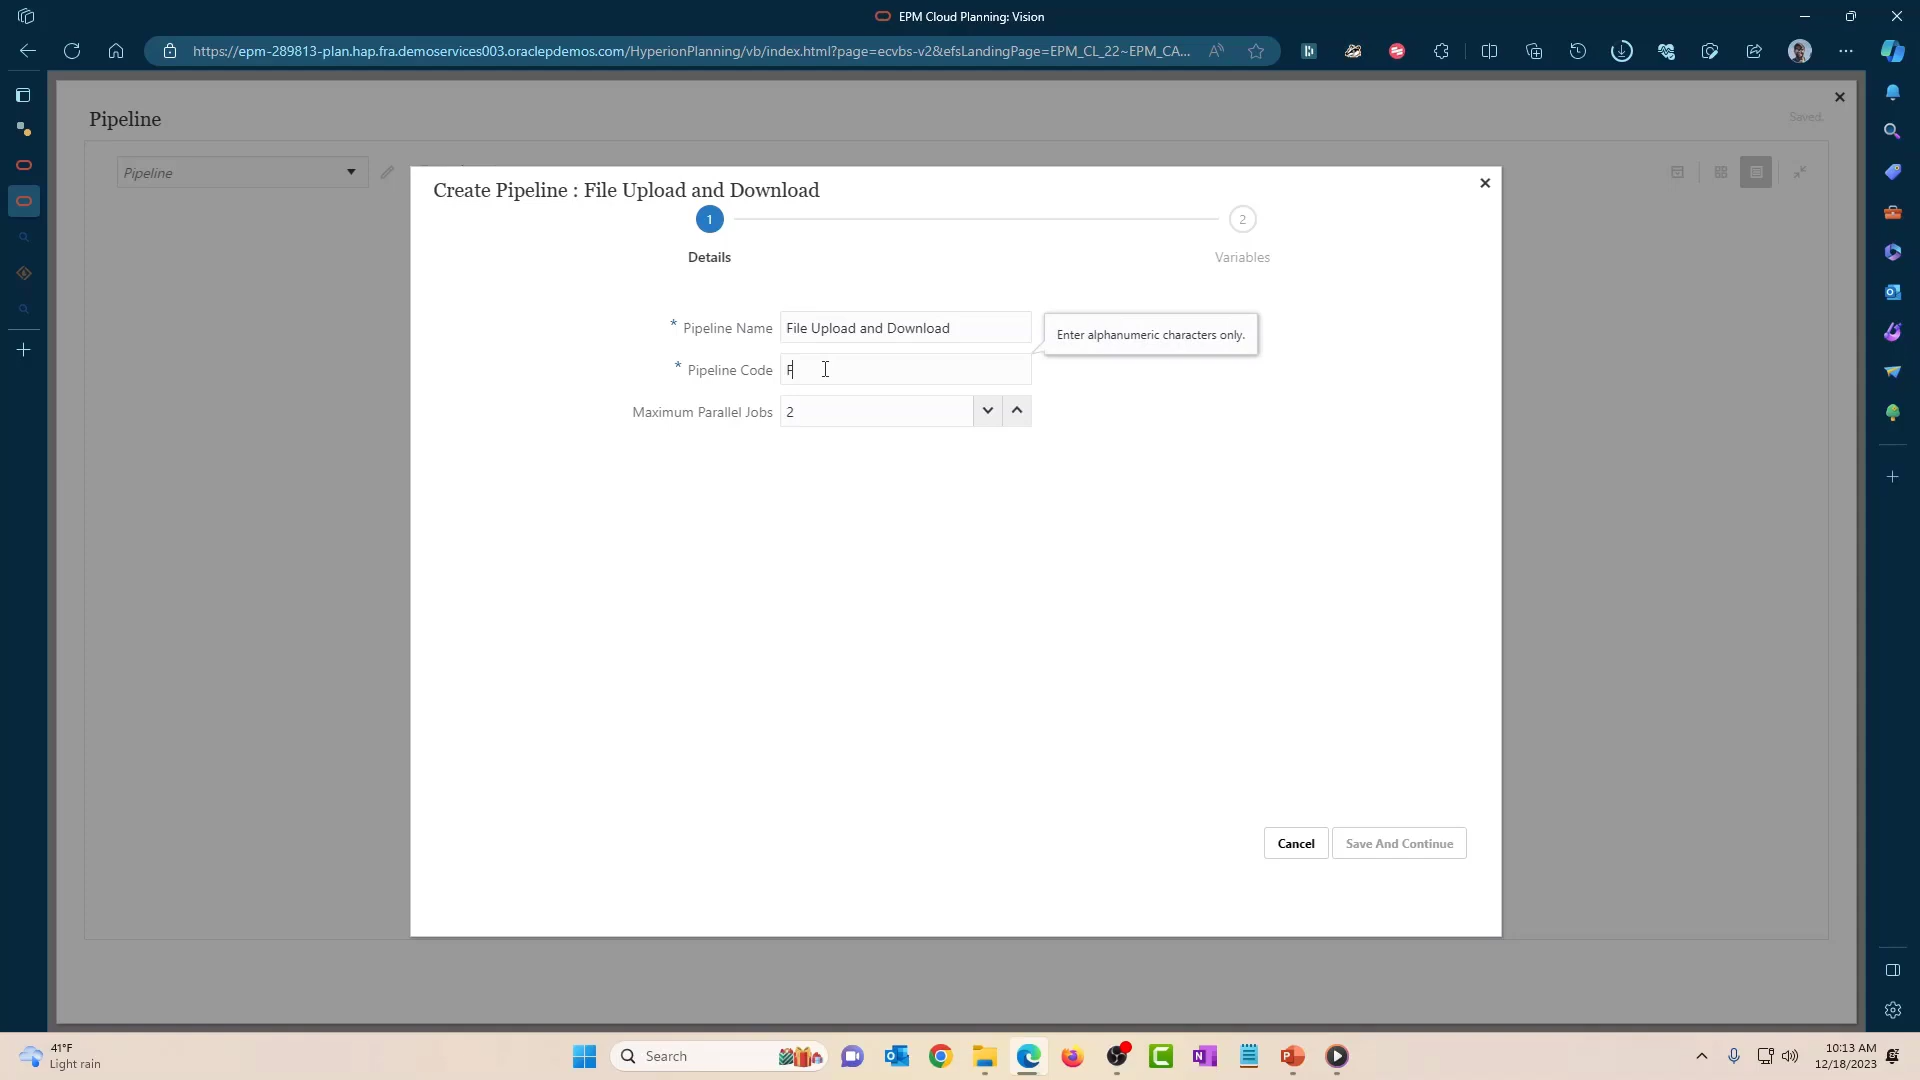 EPM Cloud Planning: Vision
https://epm-289813-plan.hap.fra.demoservices003.oraclepdemos.com/HyperionPlanning/vb/index.html?page=ecvbs-v2&efsLandingPage=EPM_CL_22~EPM_CA...
Pipeline
Saved.
Pipeline
Create Pipeline : File Upload and Download
1
2
Details
Variables
* Pipeline Name
File Upload and Download
Enter alphanumeric characters only.
* Pipeline Code
F
Maximum Parallel Jobs
2
Cancel
Save And Continue
41°F
Light rain
Search
10:13 AM
12/18/2023